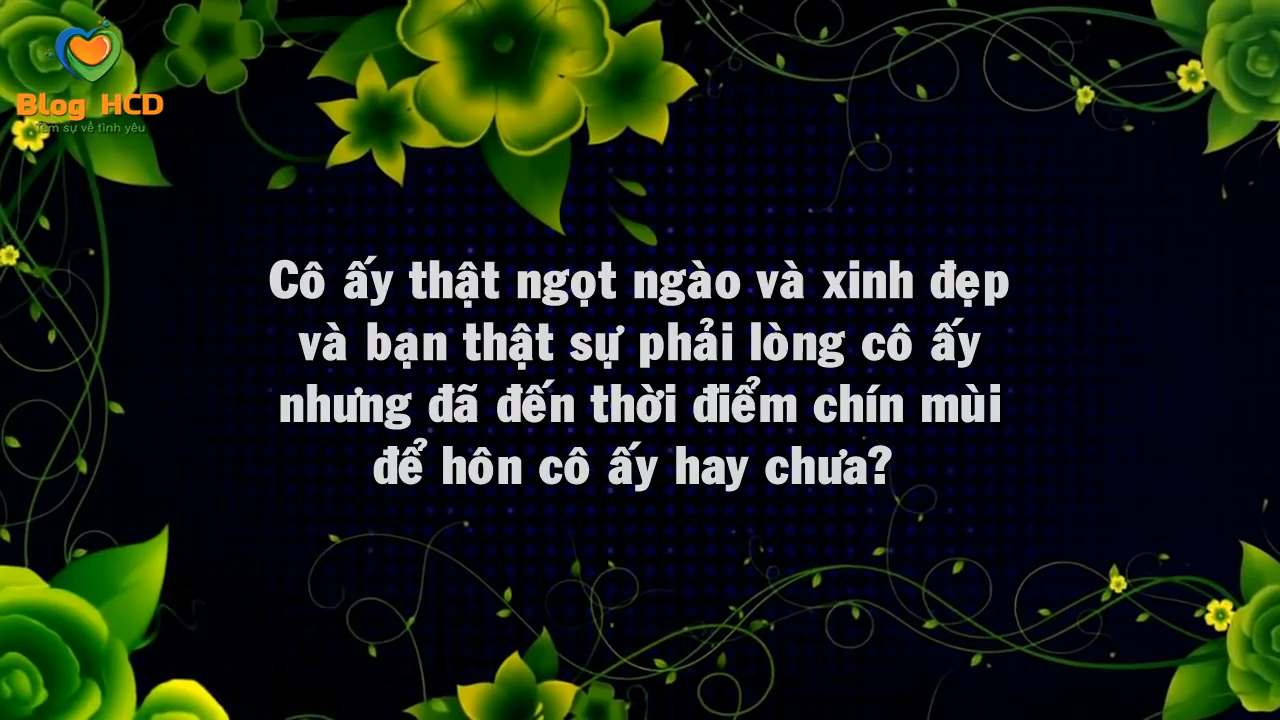 Blog HCD
Tâm sự về tình yêu
Cô ấy thật ngọt ngào và xinh đẹp
và bạn thật sự phải lòng cô ấy
nhưng đã đến thời điểm chín mùi
để hôn cô ấy hay chưa?